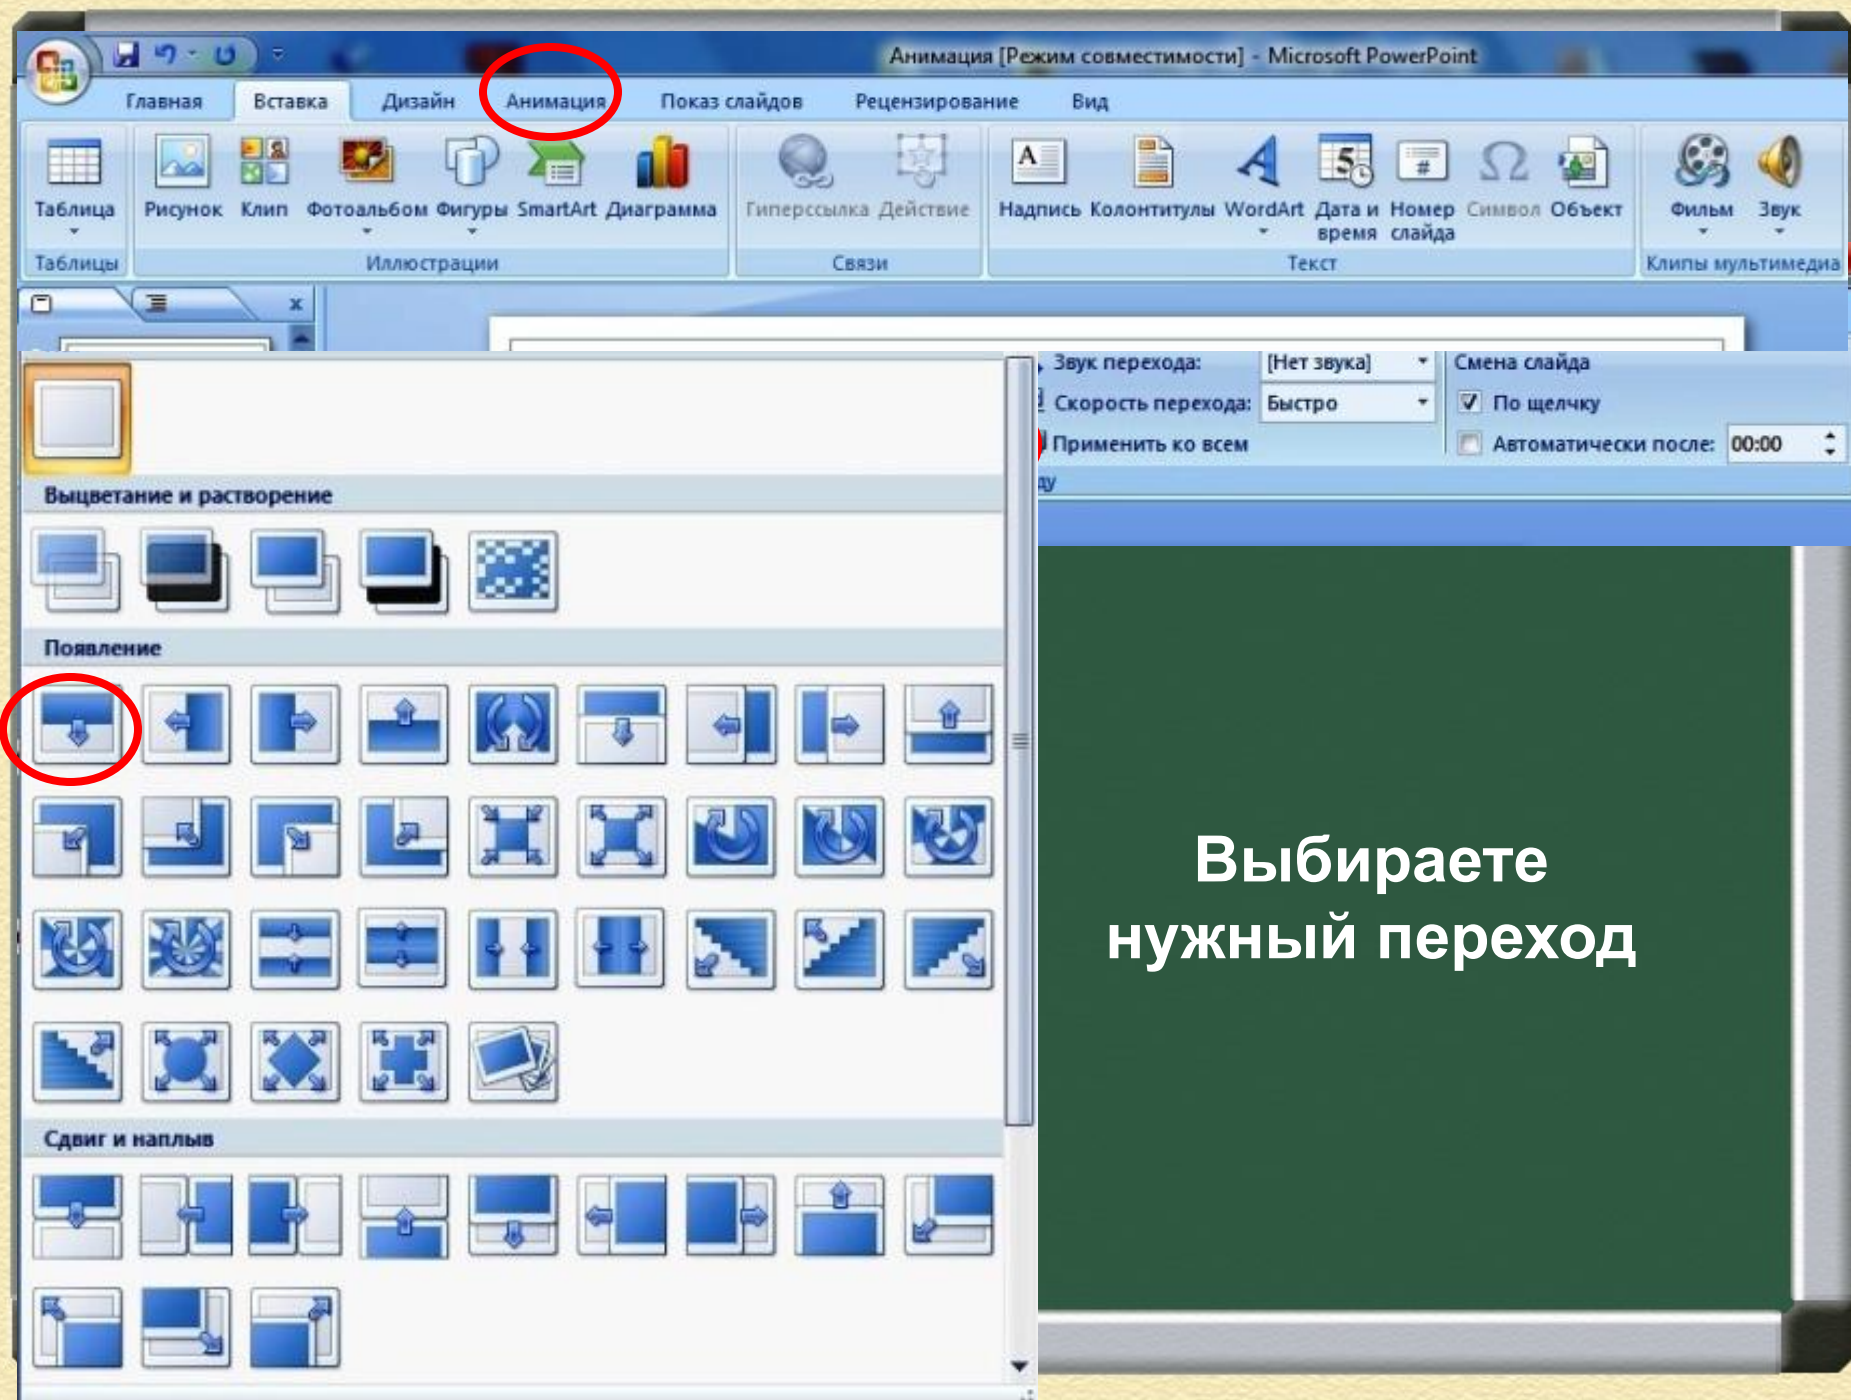 Анимация [Режим совместимости] - Microsoft PowerPoint
Главная Вставка Дизайн Анимация Показ слайдов Рецензирование Вид
Таблица Рисунок Клип Фотоальбом Фигуры SmartArt Диаграмма Гиперссылка Действие Надпись Колонтитулы WordArt Дата и время Номер слайда Символ Объект Фильм Звук
Таблицы Иллюстрации Связи Текст Клипы мультимедиа
Звук перехода: [Нет звука] Смена слайда
Скорость перехода: Быстро По щелчку
Применить ко всем Автоматически после: 00:00
Выцветание и растворение
Появление
Сдвиг и наплыв
Выбираете
нужный переход